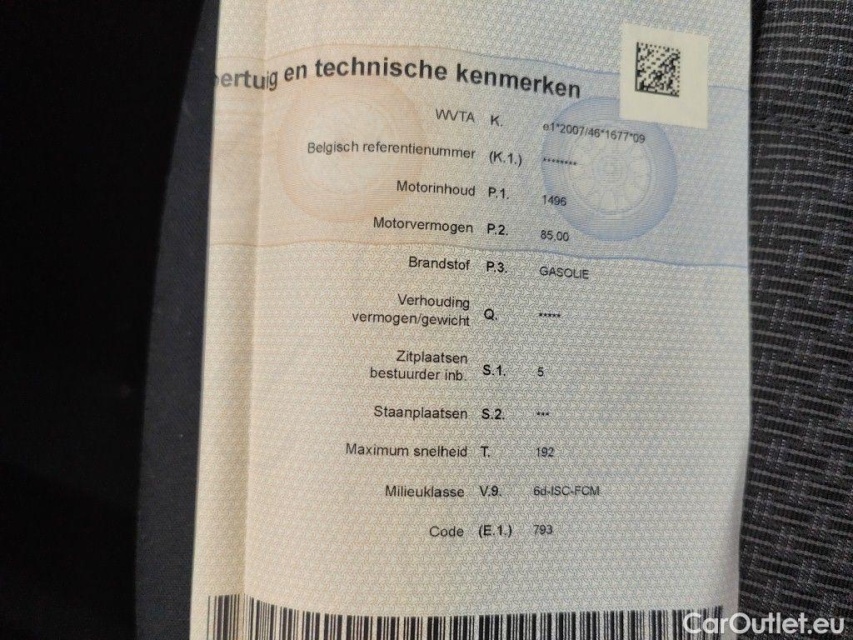 ertuig en technische kenmerken
WVTA K. e1*2007/46*1677*09
Belgisch referentienummer (K.1.) ********
Motorinhoud P.1. 1496
Motorvermogen P.2. 85,00
Brandstof P.3. GASOLIE
Verhouding
vermogen/gewicht Q. *****
Zitplaatsen
bestuurder inb. S.1. 5
Staanplaatsen S.2. ***
Maximum snelheid T. 192
Milieuklasse V.9. 6d-ISC-FCM
Code (E.1.) 793
CarOutlet.eu